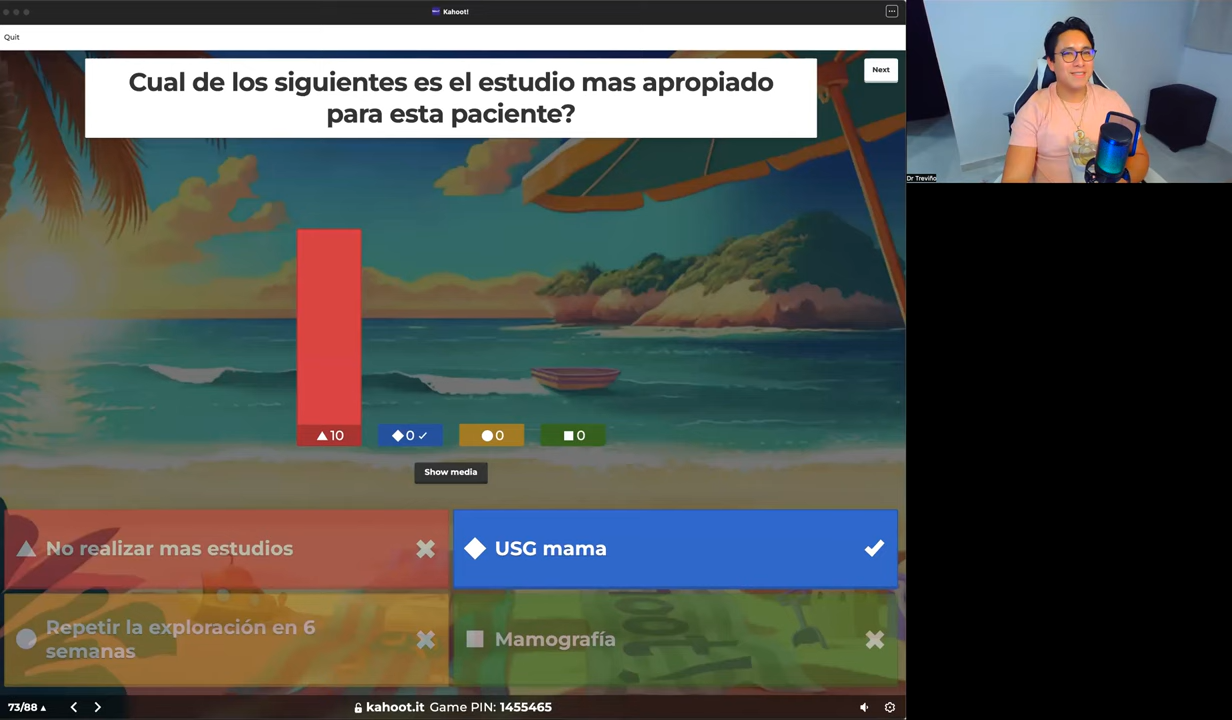 Kahoot!
Quit
Cual de los siguientes es el estudio mas apropiado
para esta paciente?
Next
Dr Treviño
10
0
0
0
Show media
No realizar mas estudios
USG mama
Repetir la exploración en 6
semanas
Mamografía
73/88
kahoot.it Game PIN: 1455465